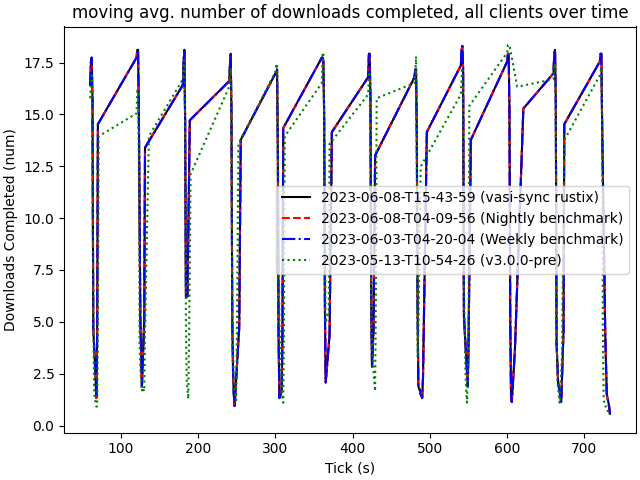 moving avg. number of downloads completed, all clients over time
Downloads Completed (num)
17.5
15.0
12.5
10.0
7.5
5.0
2.5
0.0
2023-06-08-T15-43-59 (vasi-sync rustix)
2023-06-08-T04-09-56 (Nightly benchmark)
2023-06-03-T04-20-04 (Weekly benchmark)
2023-05-13-T10-54-26 (v3.0.0-pre)
100 200 300 400 500 600 700
Tick (s)